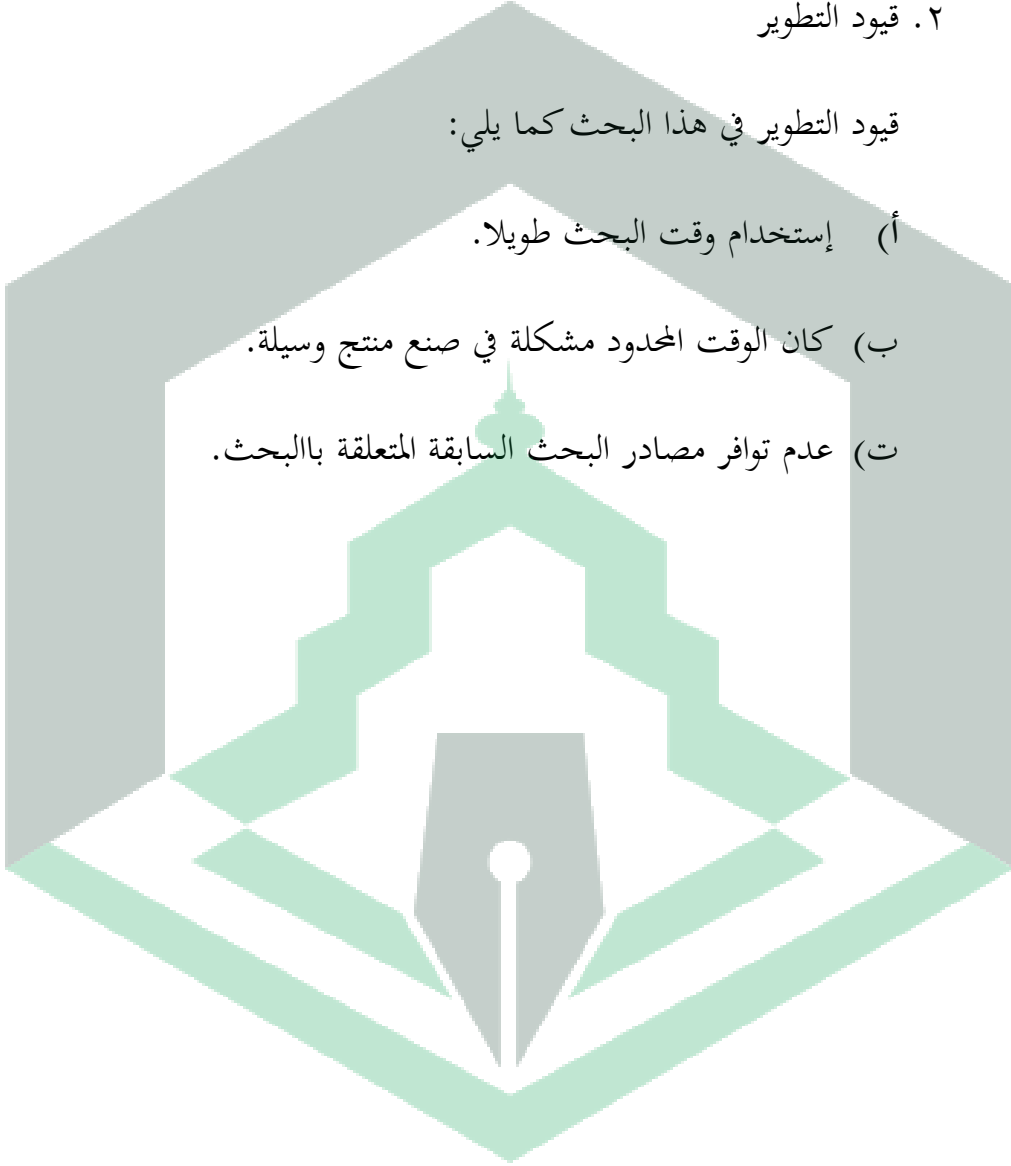 ٢. قيود التطوير
قيود التطوير في هذا البحث كما يلي:
أ) إستخدام وقت البحث طويلا.
ب) كان الوقت المحدود مشكلة في صنع منتج وسيلة.
ت) عدم توافر مصادر البحث السابقة المتعلقة باالبحث.